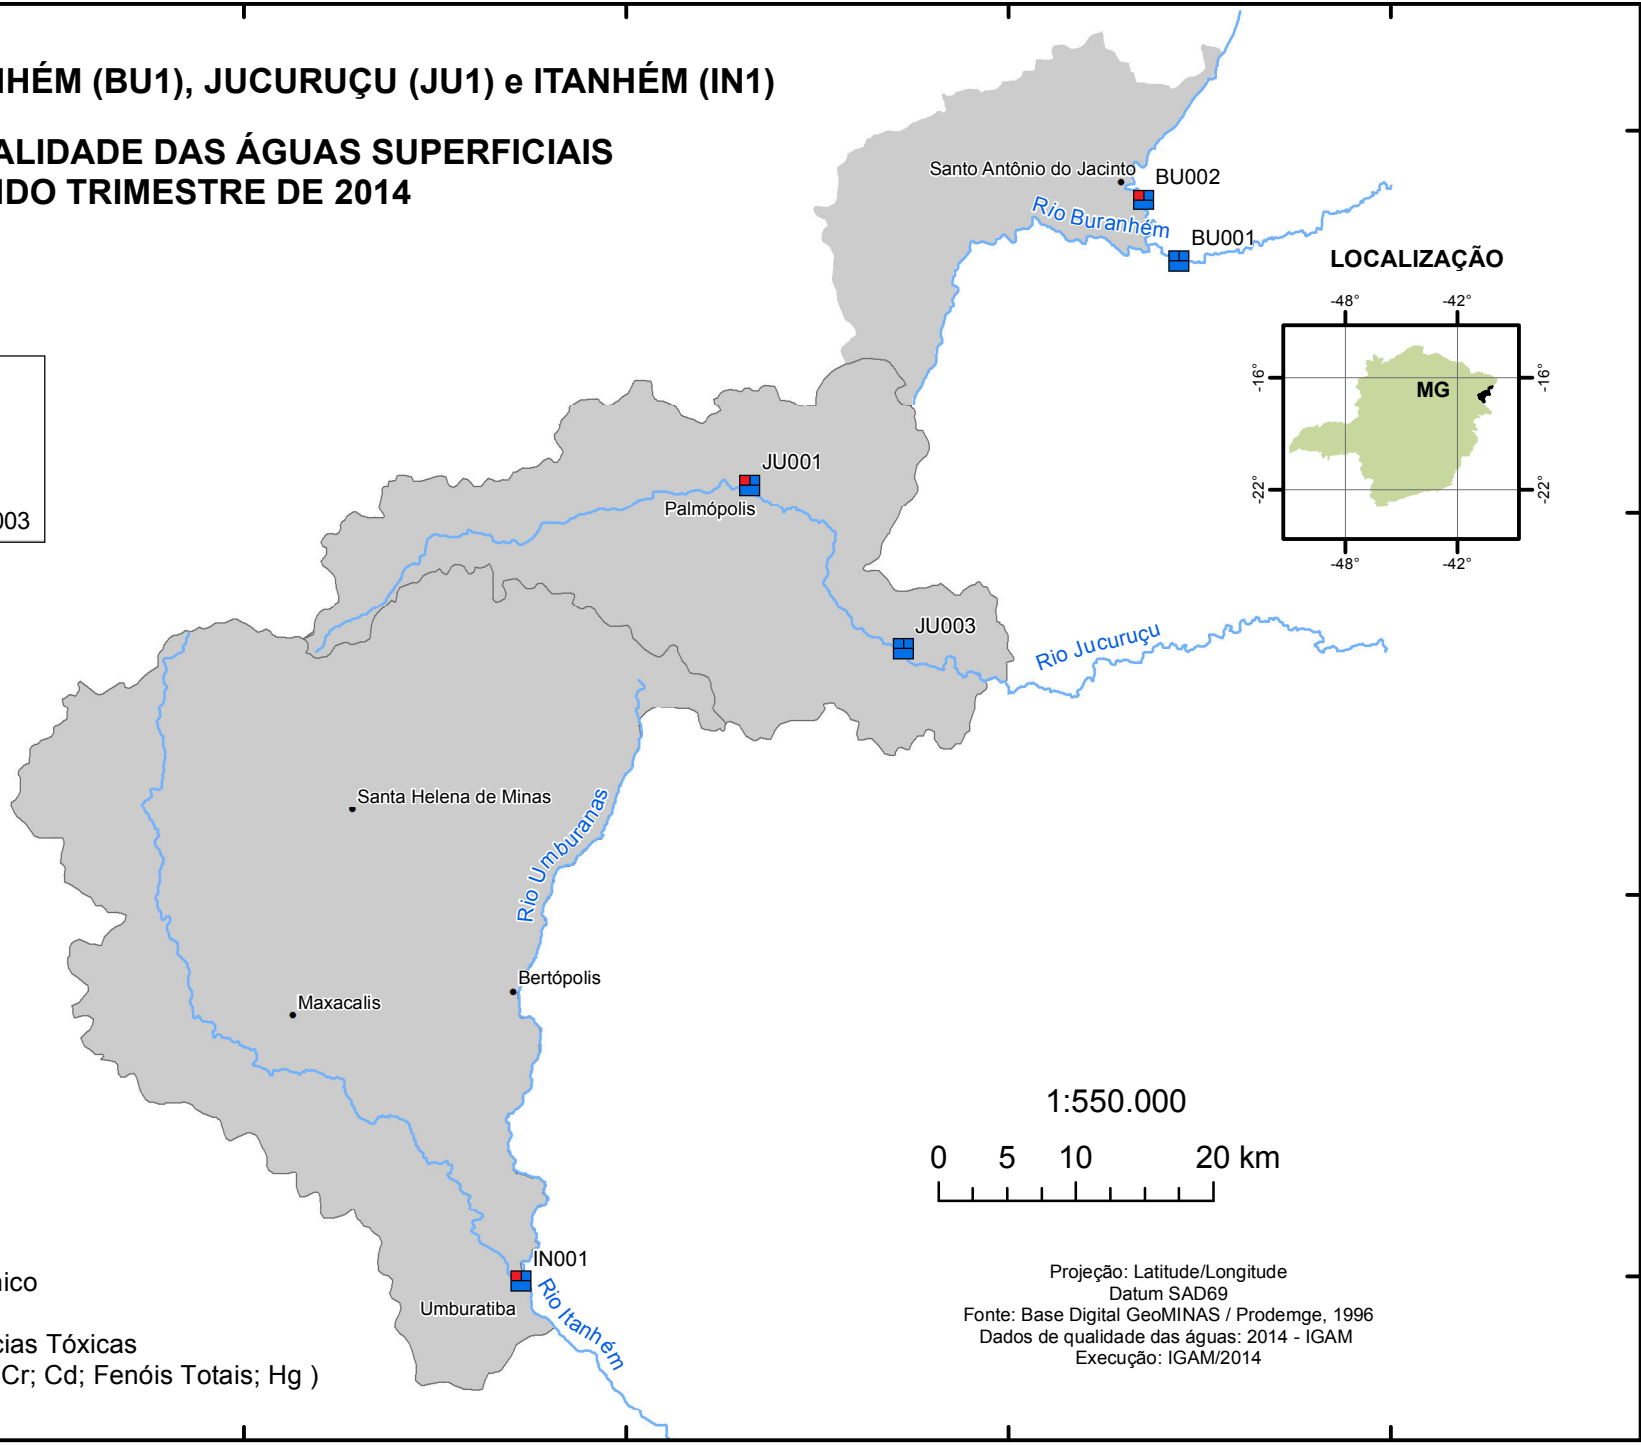 HÉM (BU1), JUCURUÇU (JU1) e ITANHÉM (IN1)
ALIDADE DAS ÁGUAS SUPERFICIAIS
NDO TRIMESTRE DE 2014
Santo Antônio do Jacinto
BU002
Rio Buranhém
BU001
LOCALIZAÇÃO
-48° -42°
-16° MG -16°
-22° -22°
-48° -42°
003
JU001
Palmópolis
JU003
Rio Jucuruçu
Santa Helena de Minas
Rio Umburanas
Bertópolis
Maxacalis
1:550.000
0 5 10 20 km
IN001
Umburatiba
Rio Itanhém
nico
cias Tóxicas
Cr; Cd; Fenóis Totais; Hg )
Projeção: Latitude/Longitude
Datum SAD69
Fonte: Base Digital GeoMINAS / Prodemge, 1996
Dados de qualidade das águas: 2014 - IGAM
Execução: IGAM/2014